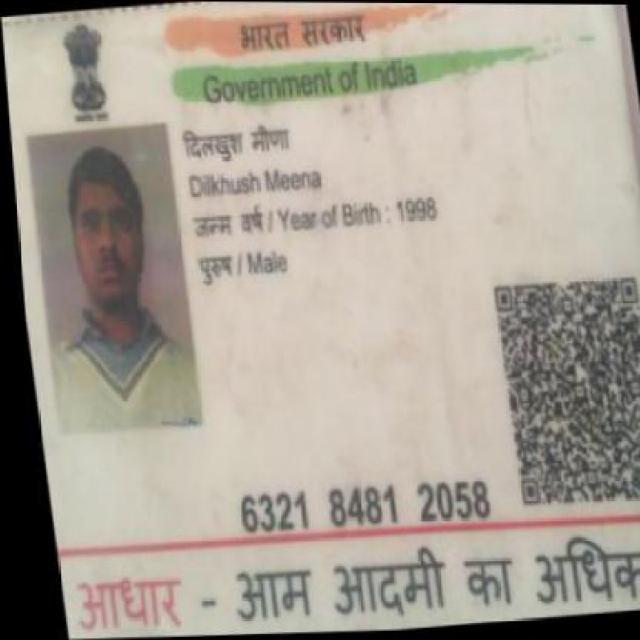 भारत सरकार
Government of India
दिलखुश मीणा
Dilkhush Meena
जन्म वर्ष / Year of Birth : 1998
पुरुष / Male
6321 8481 2058
आधार - आम आदमी का अधिक